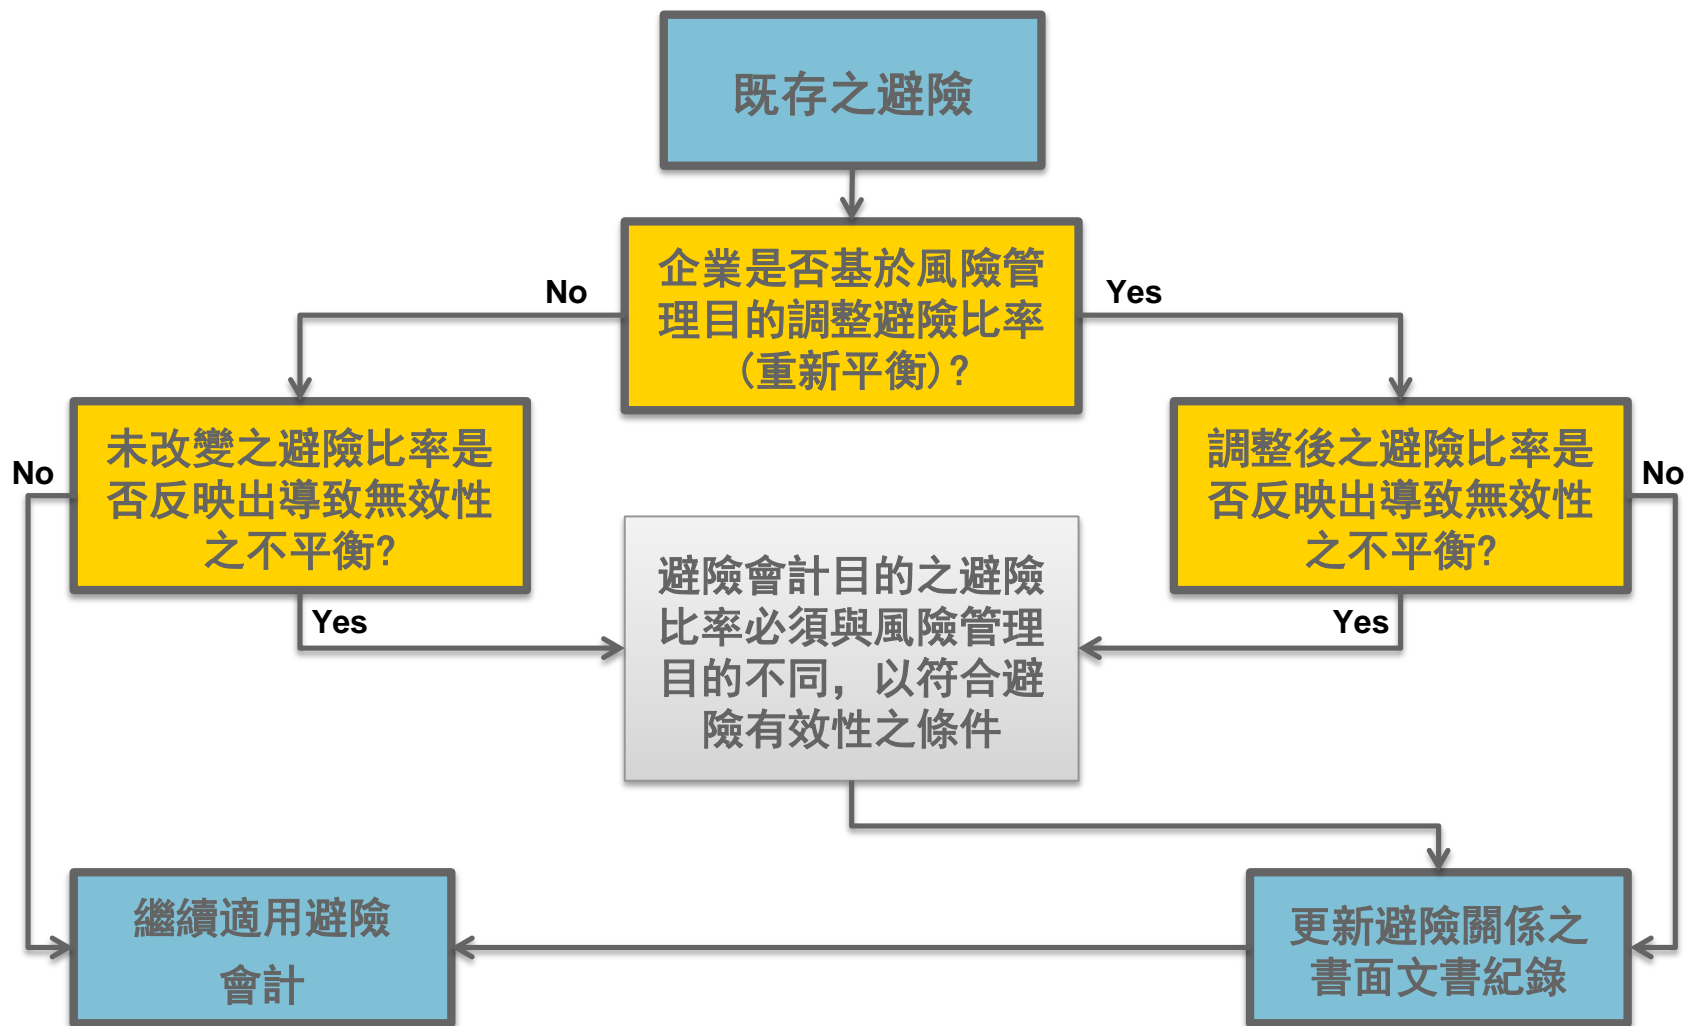 既存之避險
企業是否基於風險管
理目的調整避險比率
(重新平衡)?
No
Yes
未改變之避險比率是
否反映出導致無效性
之不平衡?
No
調整後之避險比率是
否反映出導致無效性
之不平衡?
No
避險會計目的之避險
比率必須與風險管理
目的不同，以符合避
險有效性之條件
Yes
Yes
繼續適用避險
會計
更新避險關係之
書面文書紀錄